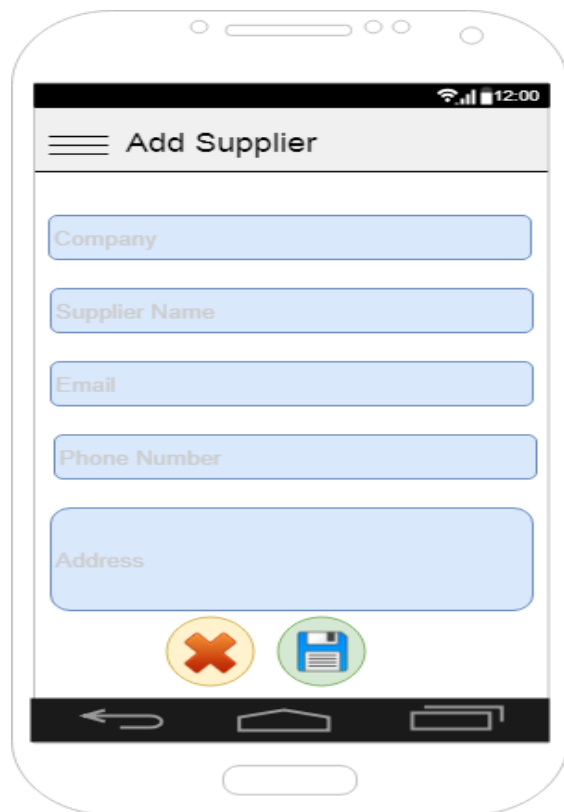 12:00
Add Supplier
Company
Supplier Name
Email
Phone Number
Address